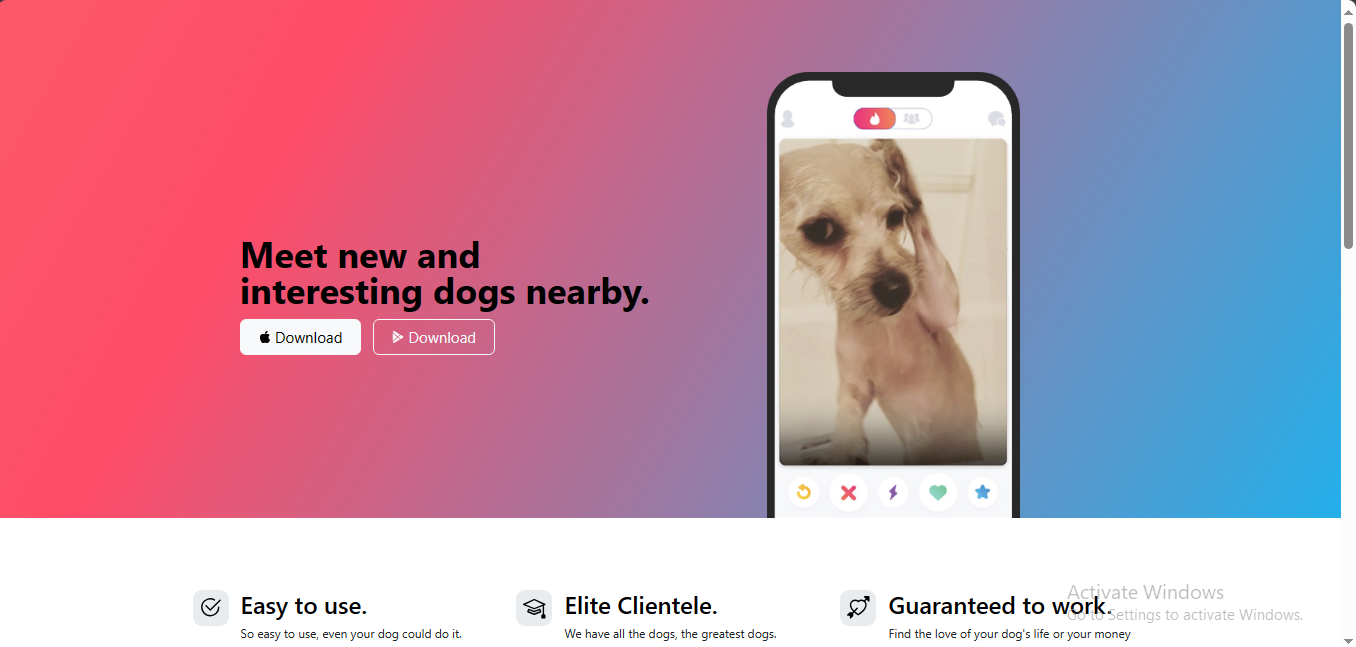 Meet new and
interesting dogs nearby.
Download
Download
Easy to use.
So easy to use, even your dog could do it.
Elite Clientele.
We have all the dogs, the greatest dogs.
Guaranteed to work.
Find the love of your dog's life or your money
Activate Windows
Go to Settings to activate Windows.